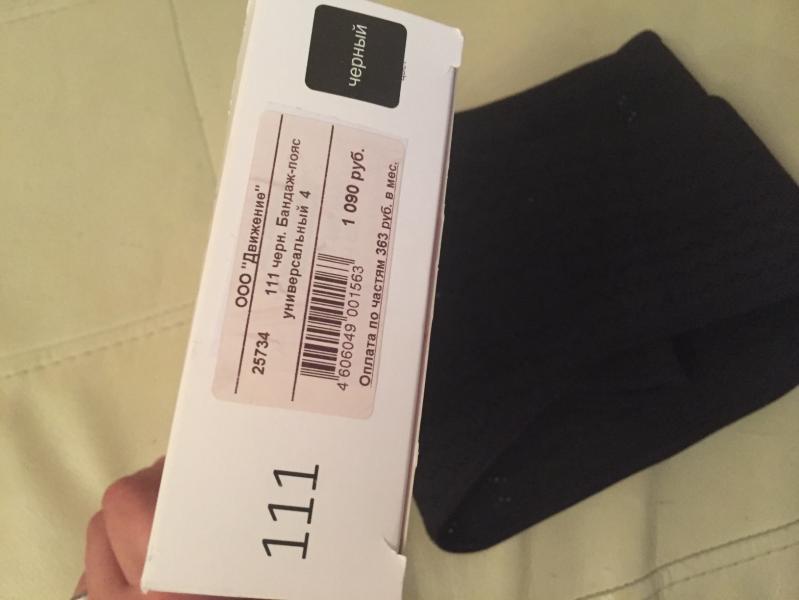 черный
ООО "Движение"
25734 111 черн. Бандаж-пояс
универсальный 4
1 090 руб.
4 606049 001563
Оплата по частям 363 руб. в мес.
111